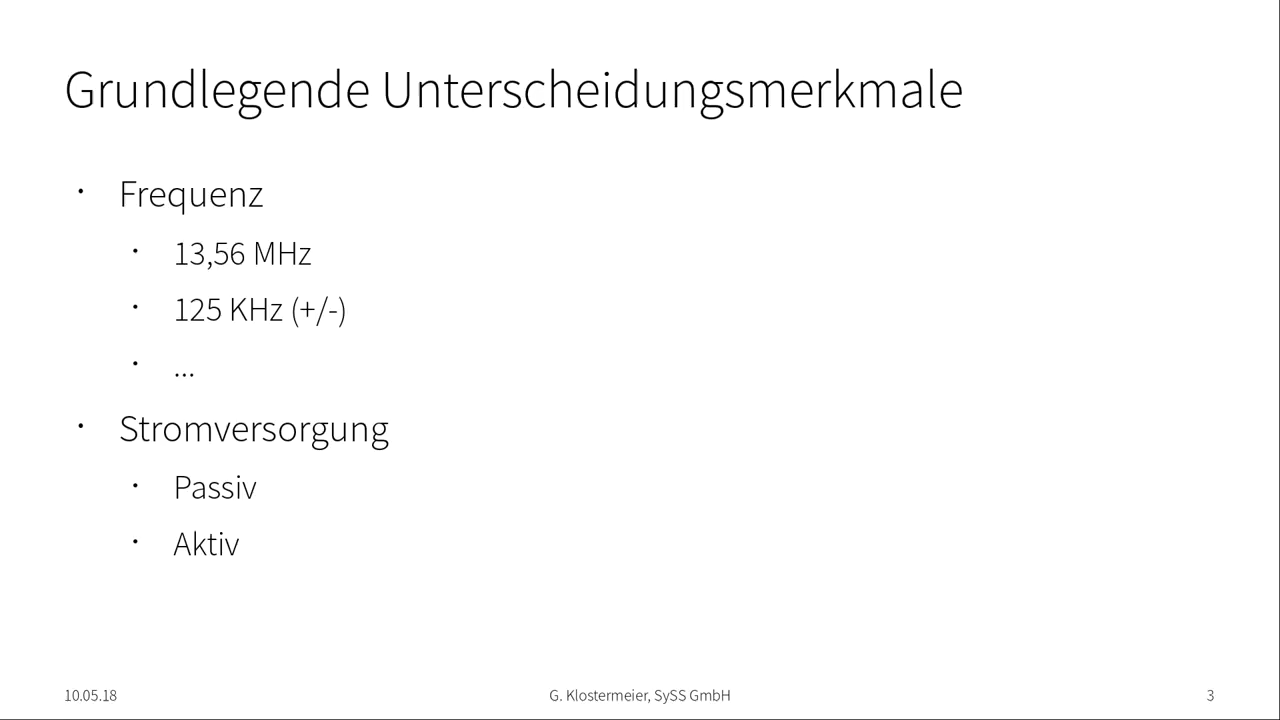 Grundlegende Unterscheidungsmerkmale
· Frequenz
· 13,56 MHz
· 125 KHz (+/-)
· ...
· Stromversorgung
· Passiv
· Aktiv
10.05.18
G. Klostermeier, SySS GmbH
3